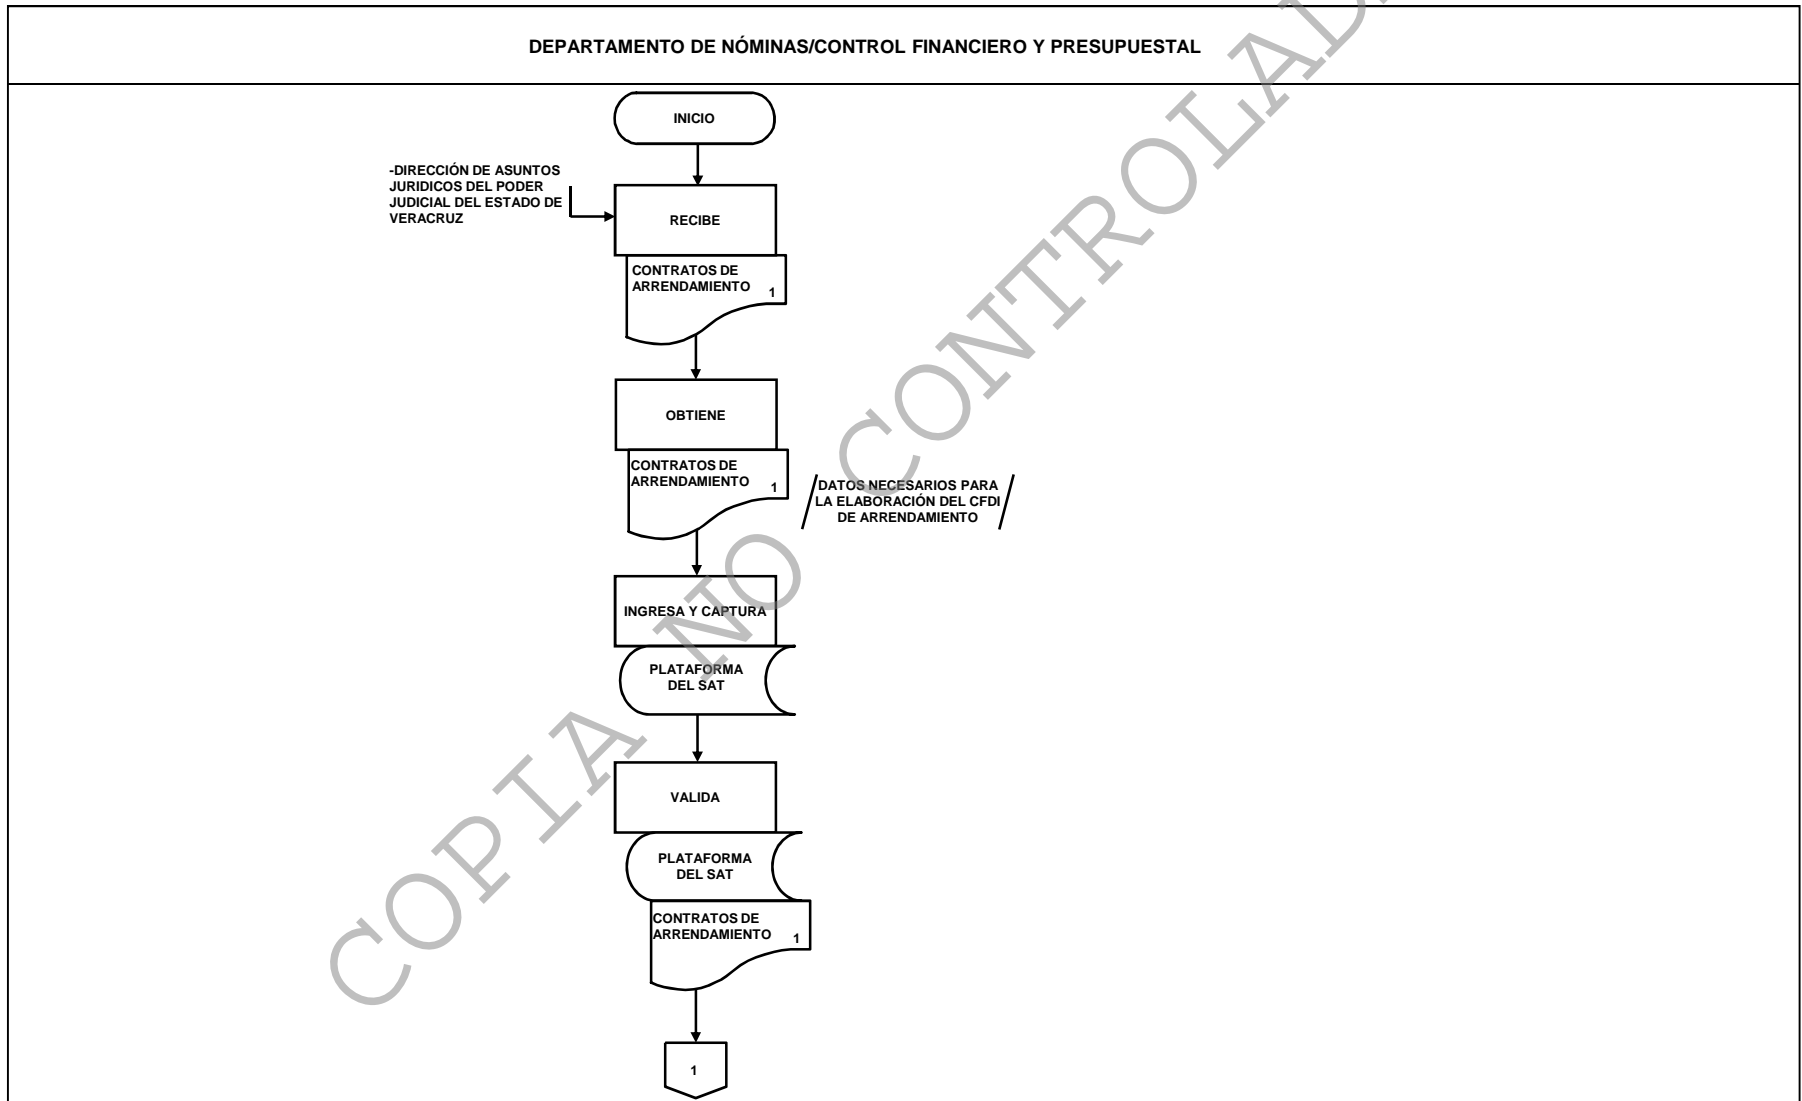 DEPARTAMENTO DE NÓMINAS/CONTROL FINANCIERO Y PRESUPUESTAL
INICIO
-DIRECCIÓN DE ASUNTOS
JURIDICOS DEL PODER
JUDICIAL DEL ESTADO DE
VERACRUZ
RECIBE
CONTRATOS DE
ARRENDAMIENTO 1
OBTIENE
CONTRATOS DE
ARRENDAMIENTO 1
DATOS NECESARIOS PARA
LA ELABORACIÓN DEL CFDI
DE ARRENDAMIENTO
INGRESA Y CAPTURA
PLATAFORMA
DEL SAT
VALIDA
PLATAFORMA
DEL SAT
CONTRATOS DE
ARRENDAMIENTO 1
1
COPIA NO CONTROLAD